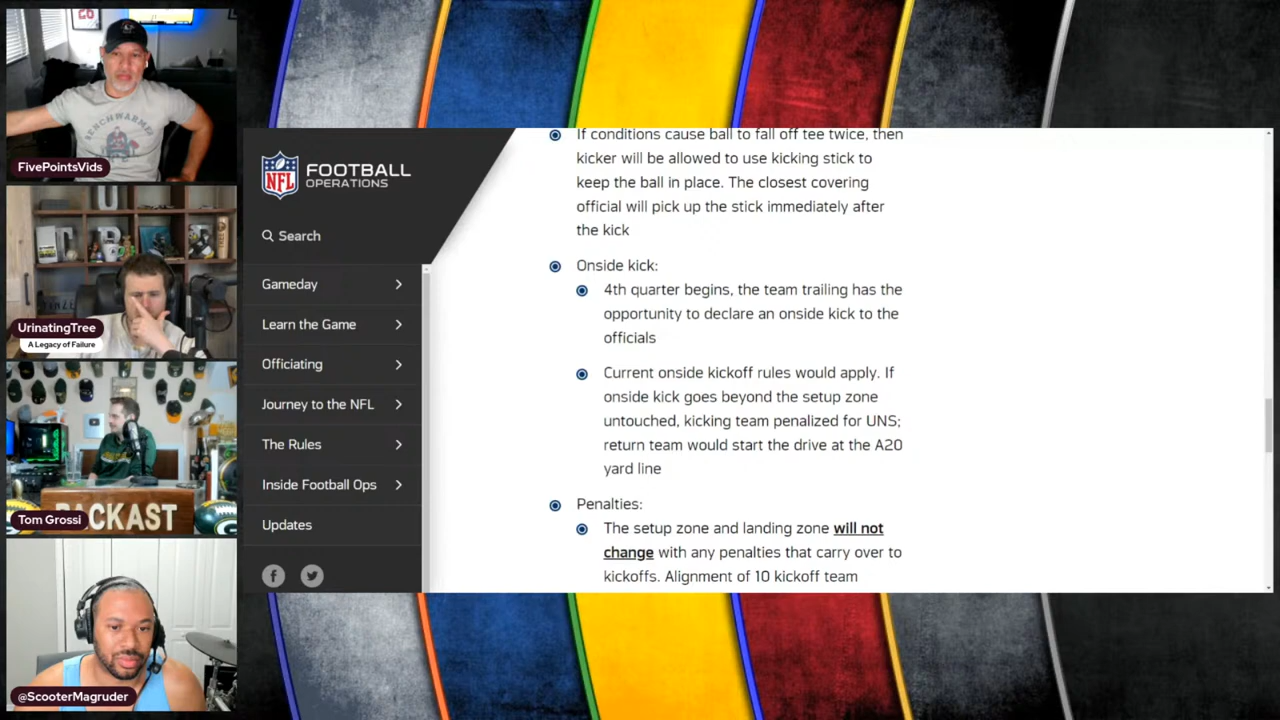 FivePointsVids
BENCHWARMER
UrinatingTree
A Legacy of Failure
PACKAST
Tom Grossi
@ScooterMagruder
NFL
FOOTBALL
OPERATIONS
Search
Gameday
Learn the Game
Officiating
Journey to the NFL
The Rules
Inside Football Ops
Updates
If conditions cause ball to fall off tee twice, then
kicker will be allowed to use kicking stick to
keep the ball in place. The closest covering
official will pick up the stick immediately after
the kick
Onside kick:
4th quarter begins, the team trailing has the
opportunity to declare an onside kick to the
officials
Current onside kickoff rules would apply. If
onside kick goes beyond the setup zone
untouched, kicking team penalized for UNS;
return team would start the drive at the A20
yard line
Penalties:
The setup zone and landing zone will not
change with any penalties that carry over to
kickoffs. Alignment of 10 kickoff team